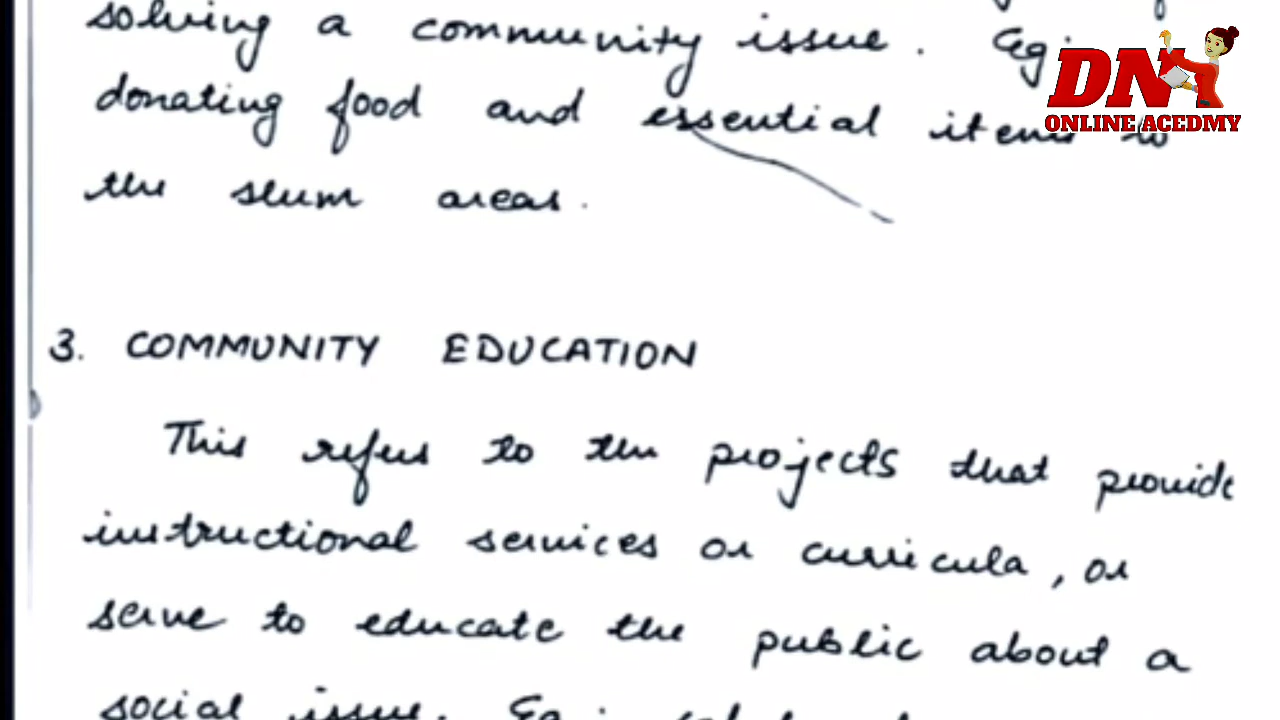 solving a community issue. Eg:
donating food and essential items to
the slum areas.
3. COMMUNITY EDUCATION
This refers to the projects that provide
instructional services or curricula, or
serve to educate the public about a
social issue. Eg:
DN
ONLINE ACEDMY